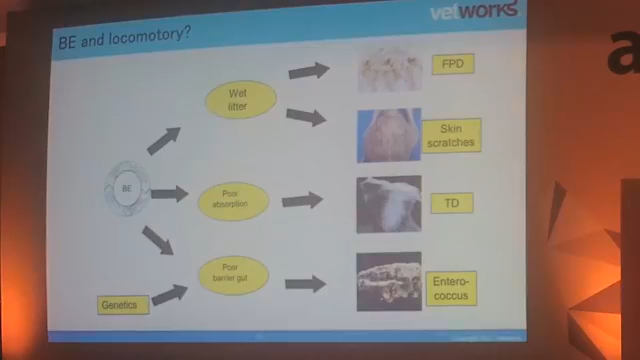 BE and locomotory?
vetworks
FPD
Wet
litter
Skin
scratches
BE
Poor
absorption
TD
Poor
barrier gut
Entero-
coccus
Genetics
a